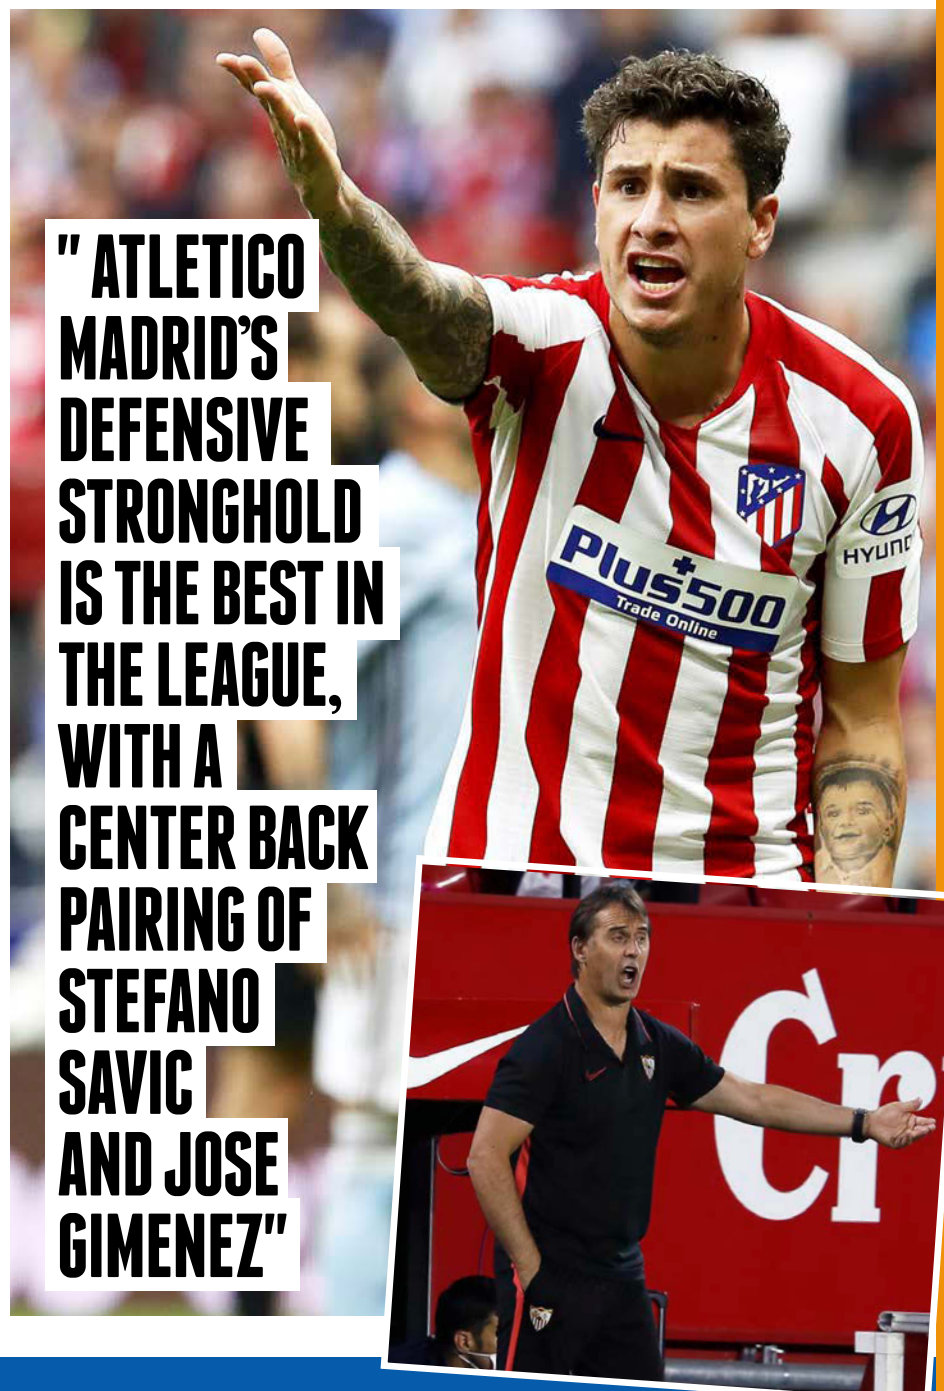 " ATLETICO
MADRID’S
DEFENSIVE
STRONGHOLD
IS THE BEST IN
THE LEAGUE,
WITH A
CENTER BACK
PAIRING OF
STEFANO
SAVIC
AND JOSE
GIMENEZ"
HYUND
Plus500
Trade Online
Cr